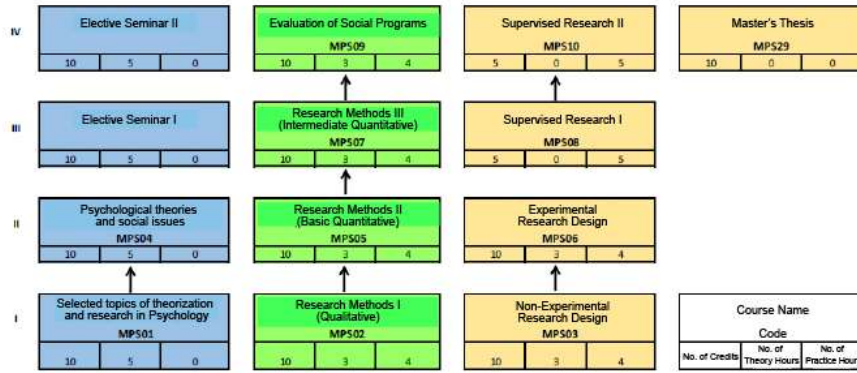 IV
Elective Seminar II
10 5 0
Evaluation of Social Programs
MPS09
10 3 4
Supervised Research II
MPS10
5 0 5
Master's Thesis
MPS29
10 0 0
III
Elective Seminar I
10 5 0
Research Methods III
(Intermediate Quantitative)
MPS07
10 3 4
Supervised Research I
MPS08
5 0 5
II
Psychological theories
and social issues
MPS04
10 5 0
Research Methods II
(Basic Quantitative)
MPS05
10 3 4
Experimental
Research Design
MPS06
10 3 4
I
Selected topics of theorization
and research in Psychology
MPS01
10 5 0
Research Methods I
(Qualitative)
MPS02
10 3 4
Non-Experimental
Research Design
MPS03
10 3 4
Course Name
Code
No. of Credits
No. of
Theory Hours
No. of
Practice Hour